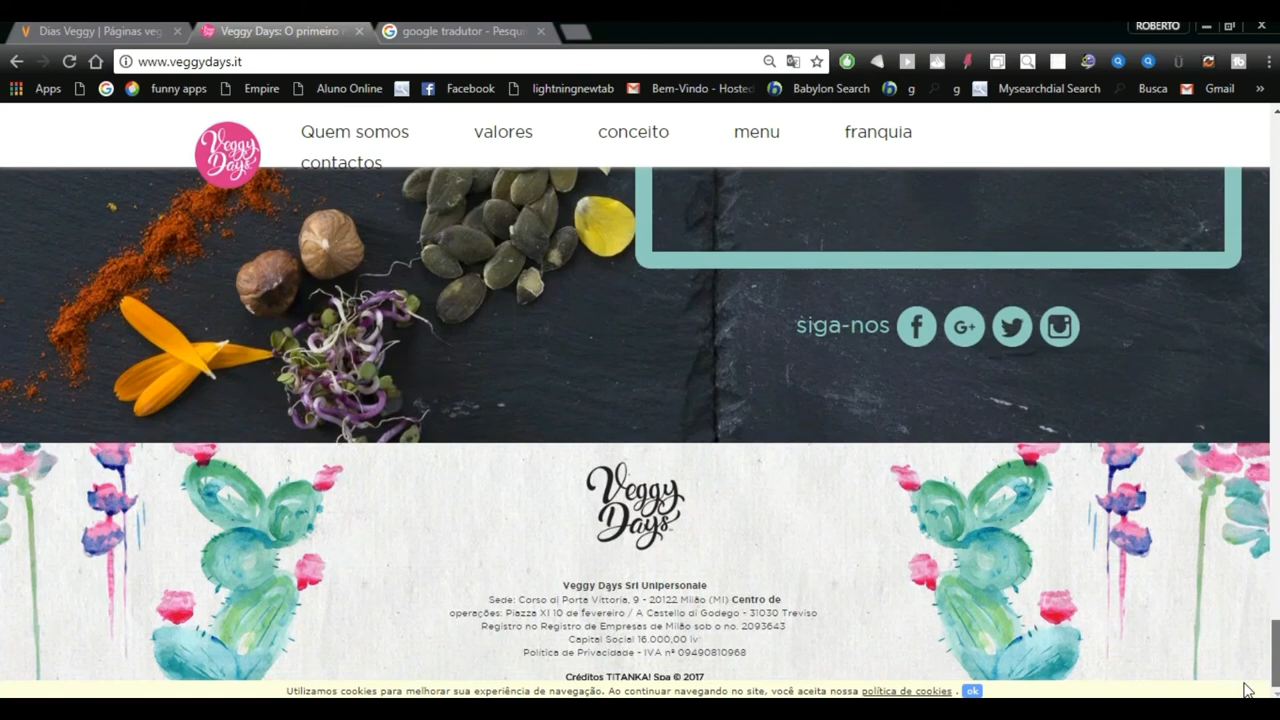 ROBERTO
Dias Veggy | Páginas veg
Veggy Days: O primeiro r
google tradutor - Pesqu
www.veggydays.it
Apps
funny apps
Empire
Aluno Online
Facebook
lightningnewtab
Bem-Vindo - Hosted
Babylon Search
g
g
Mysearchdial Search
Busca
Gmail
»
Veggy Days
Quem somos valores conceito menu franquia
contactos
siga-nos
Veggy
Days
Veggy Days Srl Unipersonale
Sede: Corso di Porta Vittoria, 9 - 20122 Milão (MI) Centro de
operações: Piazza XI 10 de fevereiro / A Castello di Godego - 31030 Treviso
Registro no Registro de Empresas de Milão sob o no. 2093643
Capital Social 16.000,00 iv
Política de Privacidade - IVA nº 09490810968
Créditos TITANKA! Spa © 2017
Utilizamos cookies para melhorar sua experiência de navegação. Ao continuar navegando no site, você aceita nossa política de cookies . ok